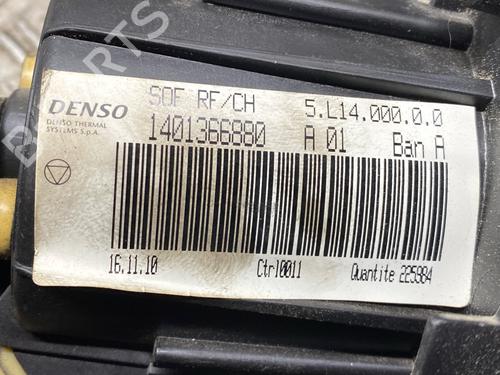 DENSO
DENSO THERMAL
SYSTEMS S.p.A.
SOF RF/CH 5.L14.000.0.0
1401366880 A 01 Ban A
16.11.10 Ctrl0011 Quantite 225984